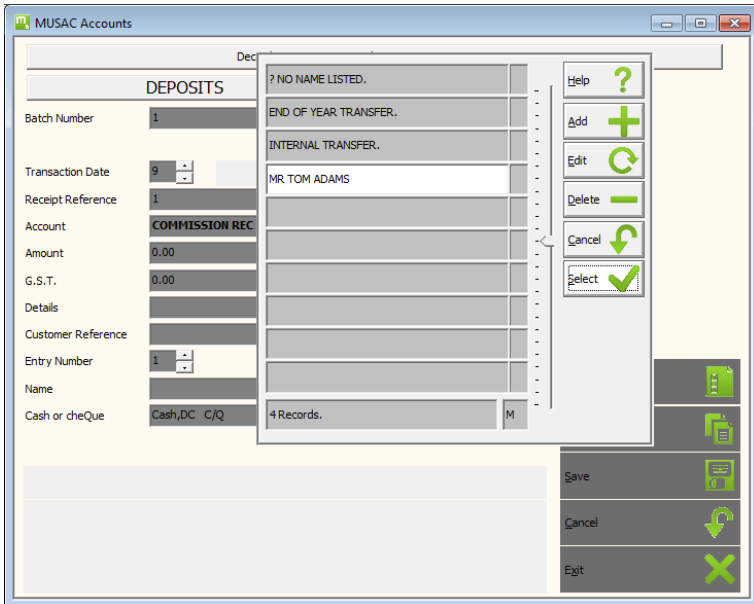 MUSAC Accounts
Dec
DEPOSITS
Batch Number 1
Transaction Date 9
Receipt Reference 1
Account COMMISSION REC
Amount 0.00
G.S.T. 0.00
Details
Customer Reference
Entry Number 1
Name
Cash or cheQue Cash,DC C/Q
? NO NAME LISTED.
END OF YEAR TRANSFER.
INTERNAL TRANSFER.
MR TOM ADAMS
4 Records. M
Help
Add
Edit
Delete
Cancel
Select
Save
Cancel
Exit